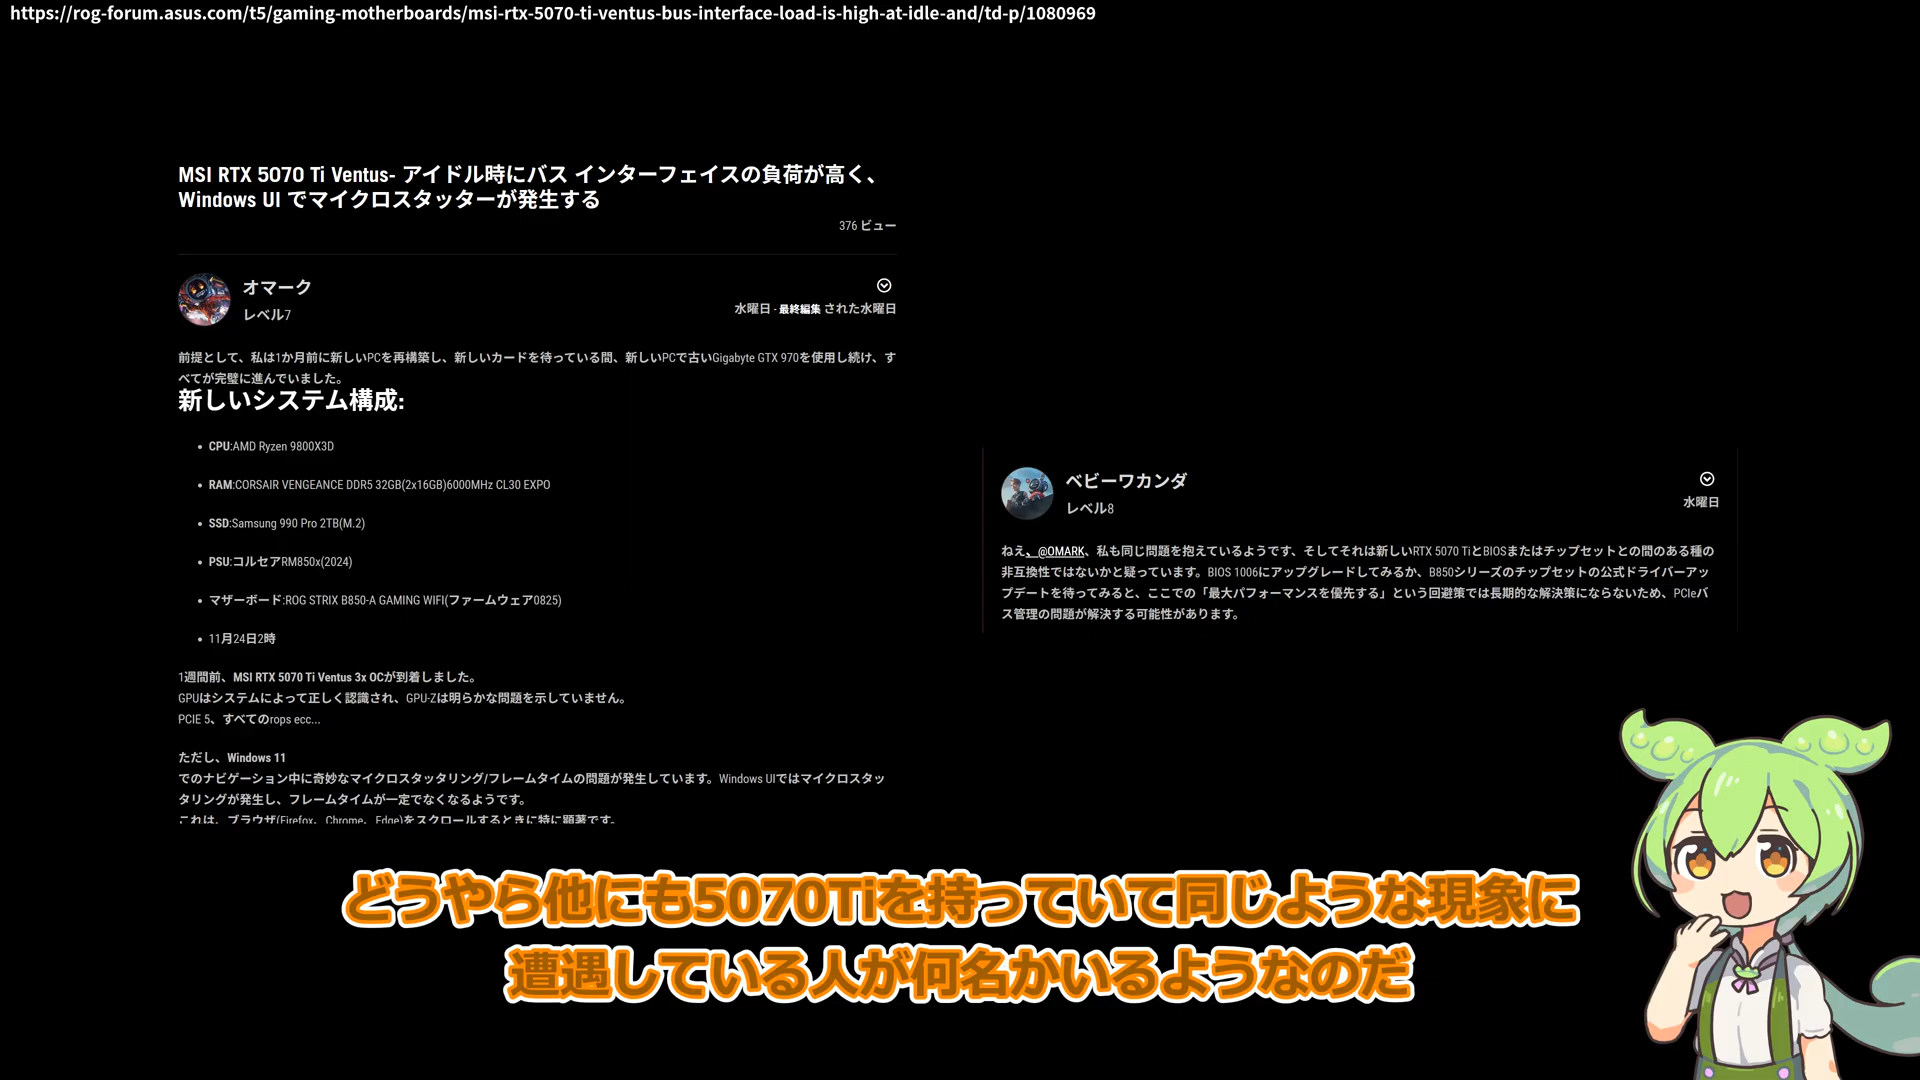 https://rog-forum.asus.com/t5/gaming-motherboards/msi-rtx-5070-ti-ventus-bus-interface-load-is-high-at-idle-and/td-p/1080969
MSI RTX 5070 Ti Ventus- アイドル時にバス インターフェイスの負荷が高く、
Windows UI でマイクロスタッターが発生する
376 ビュー
オマーク
レベル7
水曜日 - 最終編集 された水曜日
前提として、私は1か月前に新しいPCを再構築し、新しいカードを待っている間、新しいPCで古いGigabyte GTX 970を使用し続け、す
べてが完璧に進んでいました。
新しいシステム構成:
• CPU:AMD Ryzen 9800X3D
• RAM:CORSAIR VENGEANCE DDR5 32GB(2x16GB)6000MHz CL30 EXPO
• SSD:Samsung 990 Pro 2TB(M.2)
• PSU:コルセアRM850x(2024)
• マザーボード:ROG STRIX B850-A GAMING WIFI(ファームウェア0825)
• 11月24日2時
1週間前、MSI RTX 5070 Ti Ventus 3x OCが到着しました。
GPUはシステムによって正しく認識され、GPU-Zは明らかな問題を示していません。
PCIE 5、すべてのrops ecc...
ただし、Windows 11
でのナビゲーション中に奇妙なマイクロスタッタリング/フレームタイムの問題が発生しています。Windows UIではマイクロスタッ
タリングが発生し、フレームタイムが一定でなくなるようです。
これは、ブラウザ(Firefox、Chrome、Edge)をスクロールするときに特に顕著です。
ベビーワカンダ
レベル8
水曜日
ねえ、@OMARK、私も同じ問題を抱えているようです、そしてそれは新しいRTX 5070 TiとBIOSまたはチップセットとの間のある種の
非互換性ではないかと疑っています。BIOS 1006にアップグレードしてみるか、B850シリーズのチップセットの公式ドライバーアッ
プデートを待ってみると、ここでの「最大パフォーマンスを優先する」という回避策では長期的な解決策にならないため、PCIeバ
ス管理の問題が解決する可能性があります。
どうやら他にも5070Tiを持っていて同じような現象に
遭遇している人が何名かいるようなのだ